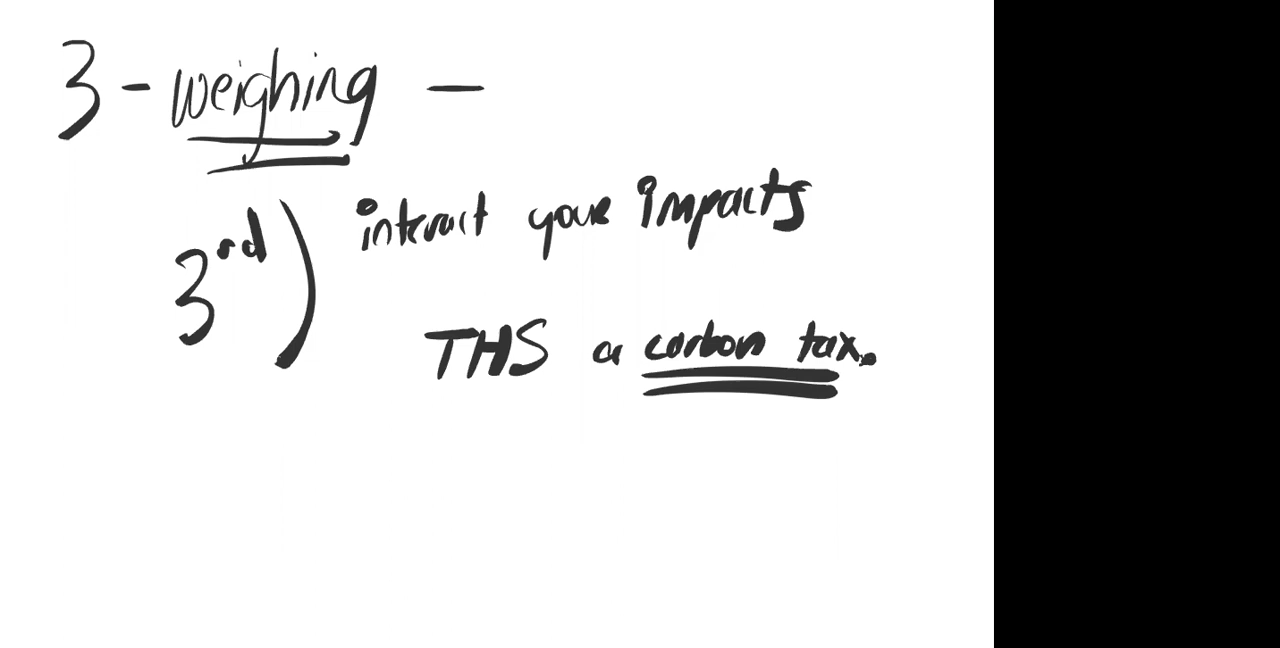 3 - weighing —
3rd) interact your impacts
THS a carbon tax.